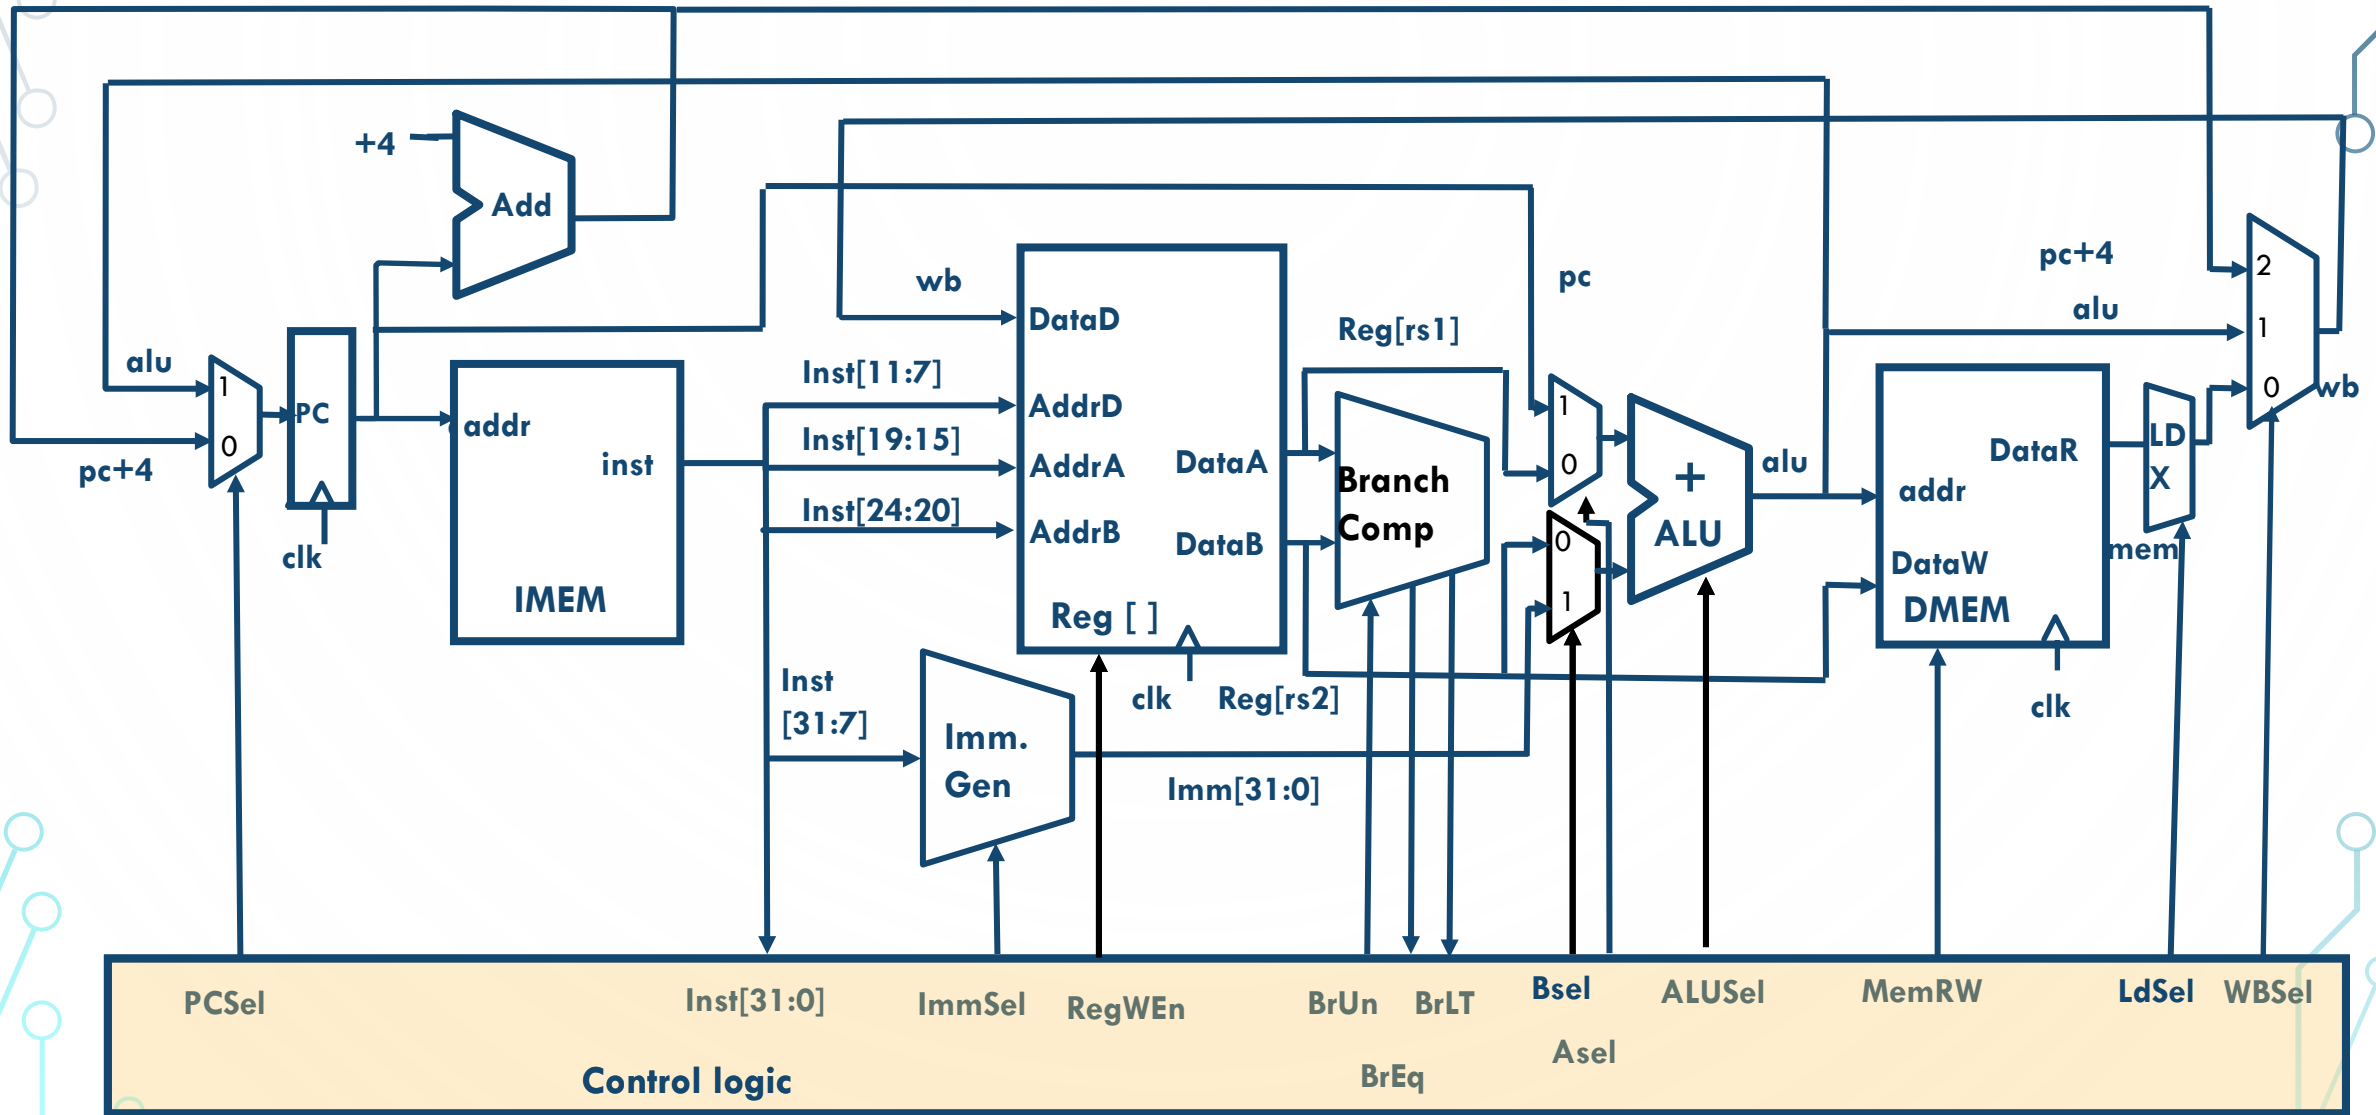 +4
Add
wb
pc
pc+4
2
alu
1
0
wb
DataD
Reg[rs1]
alu
1
0
pc+4
PC
clk
addr
inst
IMEM
Inst[11:7]
AddrD
Inst[19:15]
AddrA
Inst[24:20]
AddrB
DataA
DataB
Reg [ ]
clk
Reg[rs2]
Branch
Comp
1
0
0
1
+
ALU
alu
addr
DataR
DataW
DMEM
clk
LD
X
mem
Inst
[31:7]
Imm.
Gen
Imm[31:0]
PCSel
Inst[31:0]
ImmSel
RegWEn
BrUn
BrLT
Bsel
ALUSel
MemRW
LdSel
WBSel
Asel
BrEq
Control logic